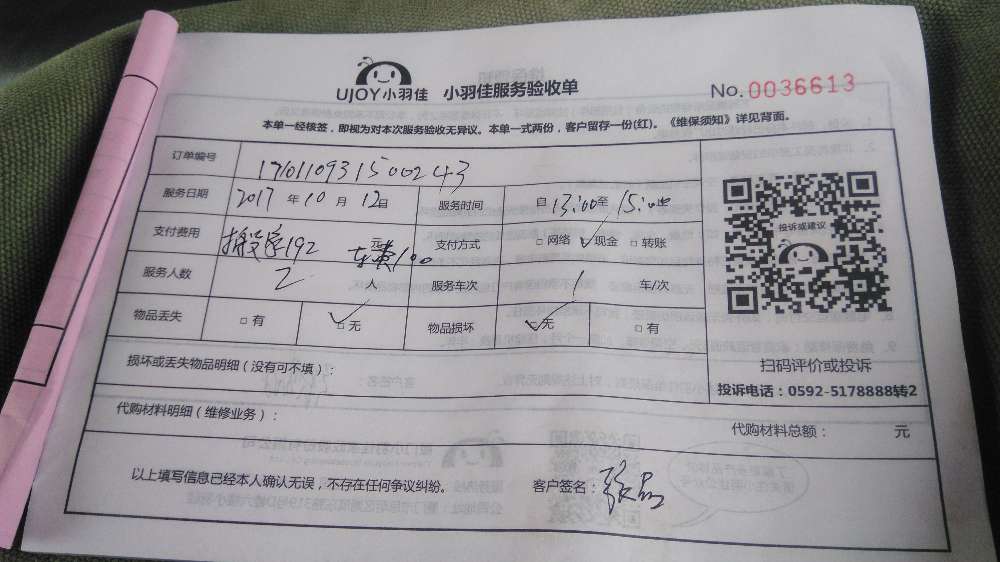 UJOY小羽佳 小羽佳服务验收单 No.0036613
本单一经核签，即视为对本次服务验收无异议。本单一式两份，客户留存一份(红)。《维保须知》详见背面。
订单编号 170110931500243
服务日期 2017年10月12日 服务时间 自13:00至15:00
支付费用 搬家192元 车费100 支付方式 □网络 ☑现金 □转账
服务人数 2人 服务车次 1 车/次
物品丢失 □有 ☑无 物品损坏 ☑无 □有
投诉或建议
扫码评价或投诉
投诉电话：0592-5178888转2
损坏或丢失物品明细（没有可不填）：
代购材料明细（维修业务）：
代购材料总额： 元
以上填写信息已经本人确认无误，不存在任何争议纠纷。 客户签名：